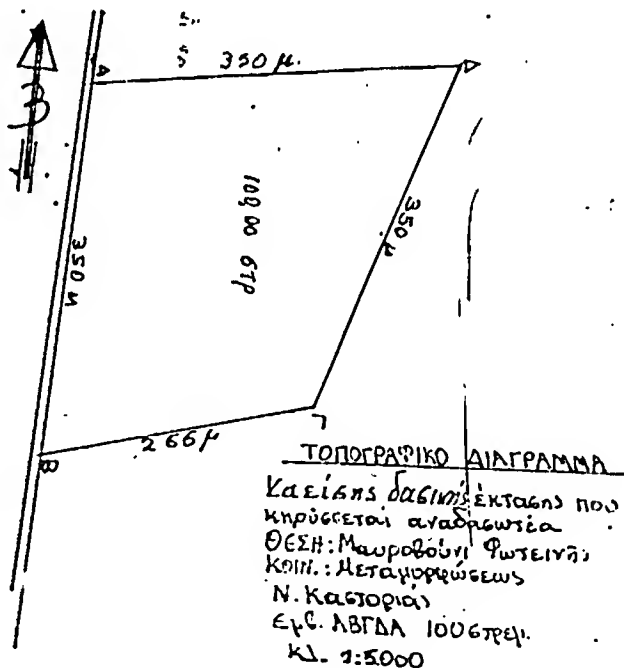 Β
Α
350 μ.
Δ
350 μ
350 μ
100,00 στρ
Γ
266 μ
Β
ΤΟΠΟΓΡΑΦΙΚΟ ΔΙΑΓΡΑΜΜΑ
δασικής έκτασης που
κηρύσσεται αναδασωτέα
ΘΕΣΗ: Μαυροβούνι Φωτεινής
ΚΟΙΝ.: Μεταμορφώσεως
Ν. Καστοριάς
Εμβ. ΑΒΓΔΑ 100 στρεμ.
ΚΛ. 1:5000